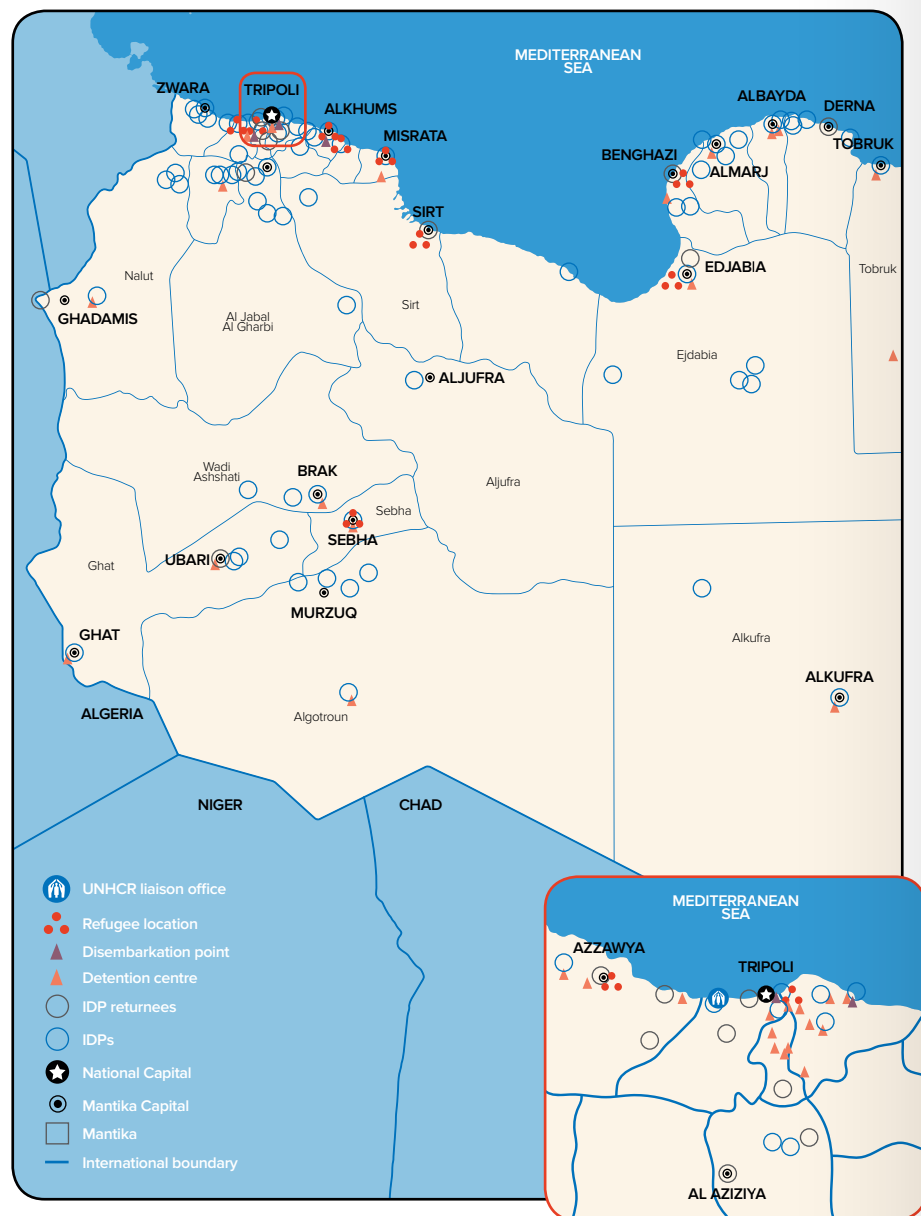 MEDITERRANEAN
SEA
ZWARA
TRIPOLI
ALKHUMS
MISRATA
ALBAYDA
DERNA
TOBRUK
BENGHAZI
ALMARJ
SIRT
EDJABIA
Tobruk
Nalut
GHADAMIS
Al Jabal
Al Gharbi
Sirt
Ejdabia
ALJUFRA
Wadi
Ashshati
BRAK
Aljufra
Sebha
SEBHA
UBARI
Ghat
MURZUQ
GHAT
Alkufra
ALKUFRA
ALGERIA
Algotroun
NIGER
CHAD
UNHCR liaison office
Refugee location
Disembarkation point
Detention centre
IDP returnees
IDPs
National Capital
Mantika Capital
Mantika
International boundary
MEDITERRANEAN
SEA
AZZAWYA
TRIPOLI
AL AZIZIYA